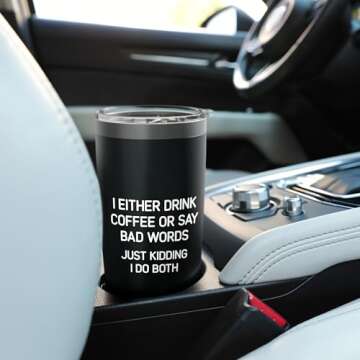 I EITHER DRINK
COFFEE OR SAY
BAD WORDS
JUST KIDDING
I DO BOTH